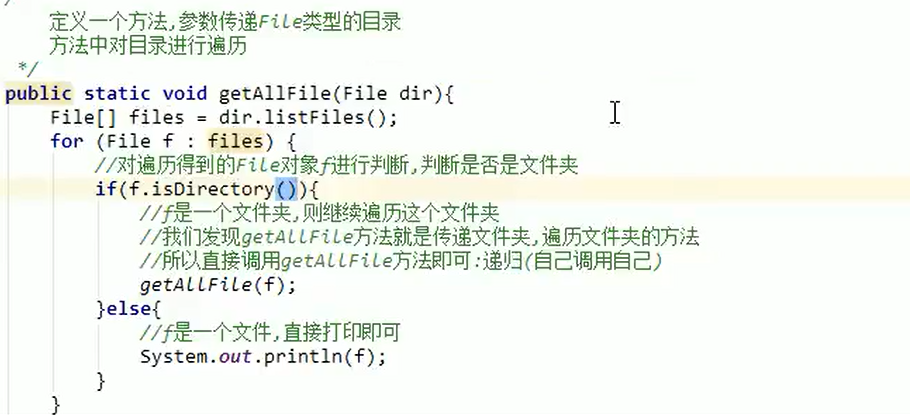 定义一个方法,参数传递File类型的目录
方法中对目录进行遍历
*/
public static void getAllFile(File dir){
File[] files = dir.listFiles();
for (File f : files) {
//对遍历得到的File对象f进行判断,判断是否是文件夹
if(f.isDirectory()){
//f是一个文件夹,则继续遍历这个文件夹
//我们发现getAllFile方法就是传递文件夹,遍历文件夹的方法
//所以直接调用getAllFile方法即可:递归(自己调用自己)
getAllFile(f);
}else{
//f是一个文件,直接打印即可
System.out.println(f);
}
}